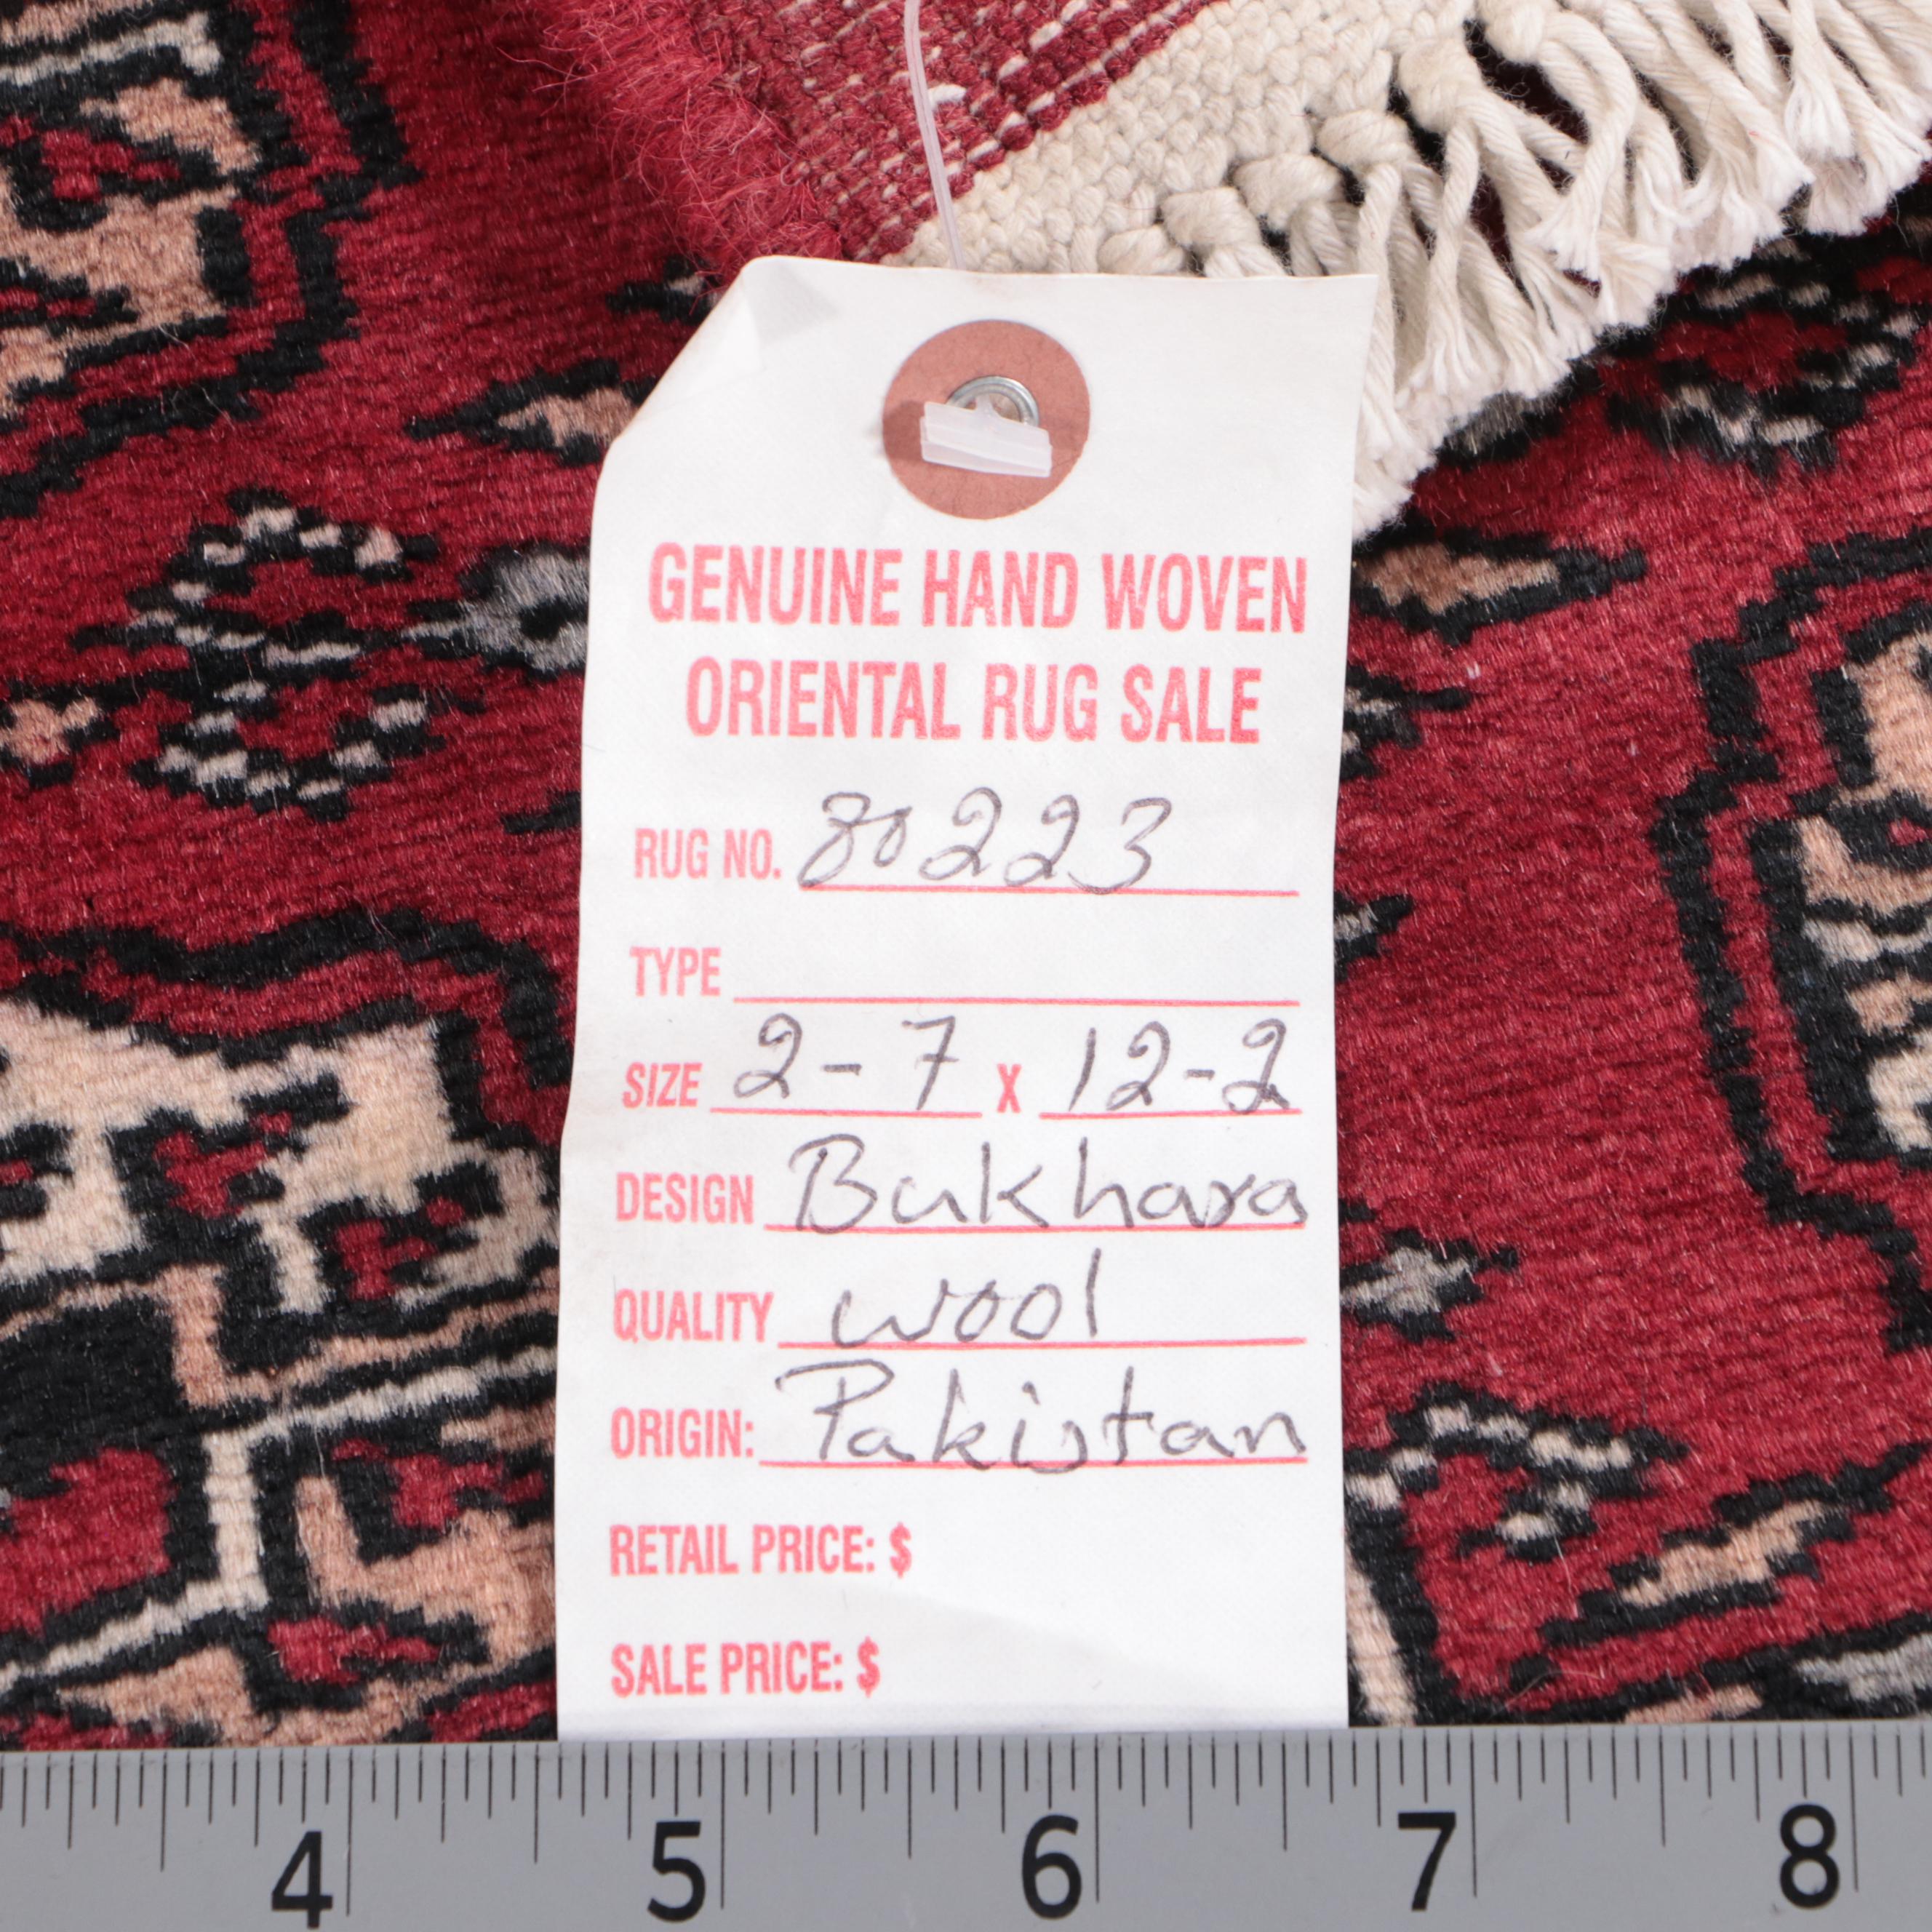 GENUINE HAND WOVEN
ORIENTAL RUG SALE
RUG NO. 80223
TYPE
SIZE 2-7 X 12-2
DESIGN Bukhara
QUALITY wool
ORIGIN: Pakistan
RETAIL PRICE: $
SALE PRICE: $
4 5 6 7 8